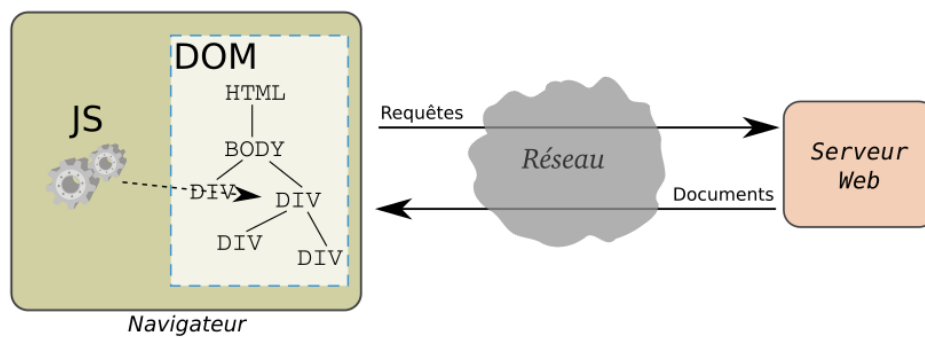 DOM
HTML
JS
BODY
DIV
DIV
DIV
DIV
Navigateur
Requêtes
Réseau
Documents
Serveur
Web